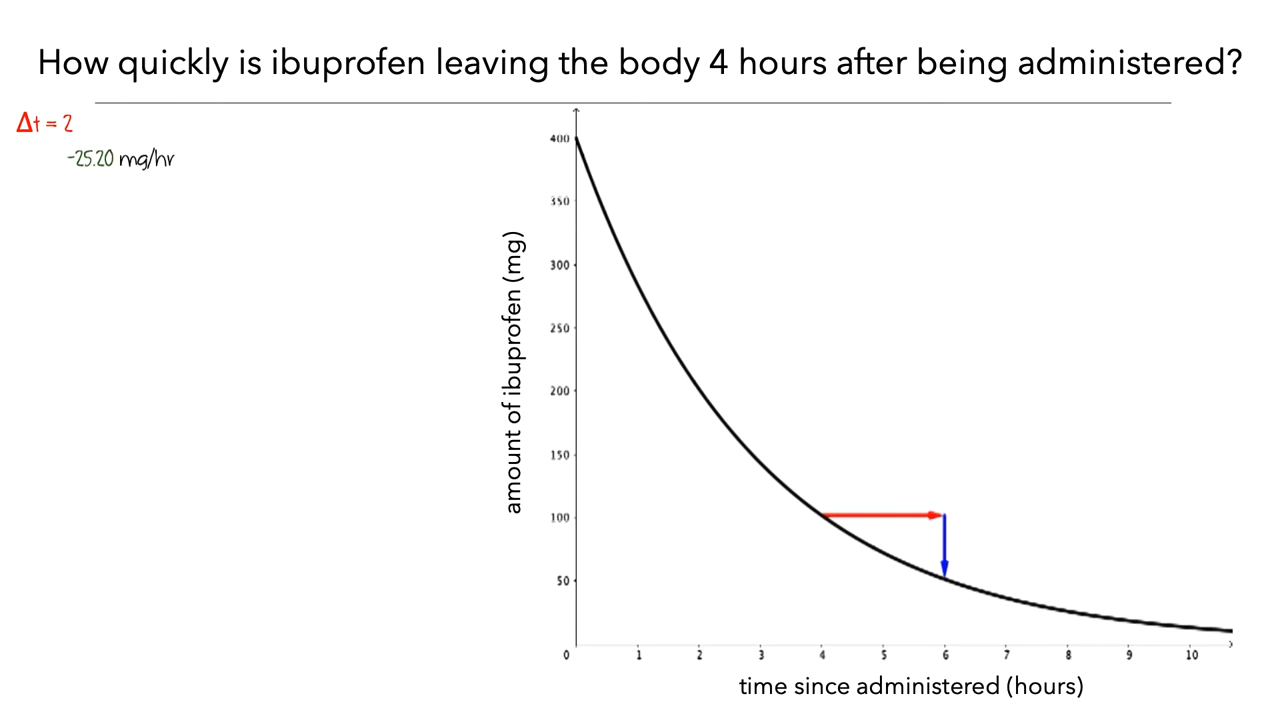 How quickly is ibuprofen leaving the body 4 hours after being administered?
Δt = 2
-25.20 mg/hr
amount of ibuprofen (mg)
400
350
300
250
200
150
100
50
0 1 2 3 4 5 6 7 8 9 10
time since administered (hours)